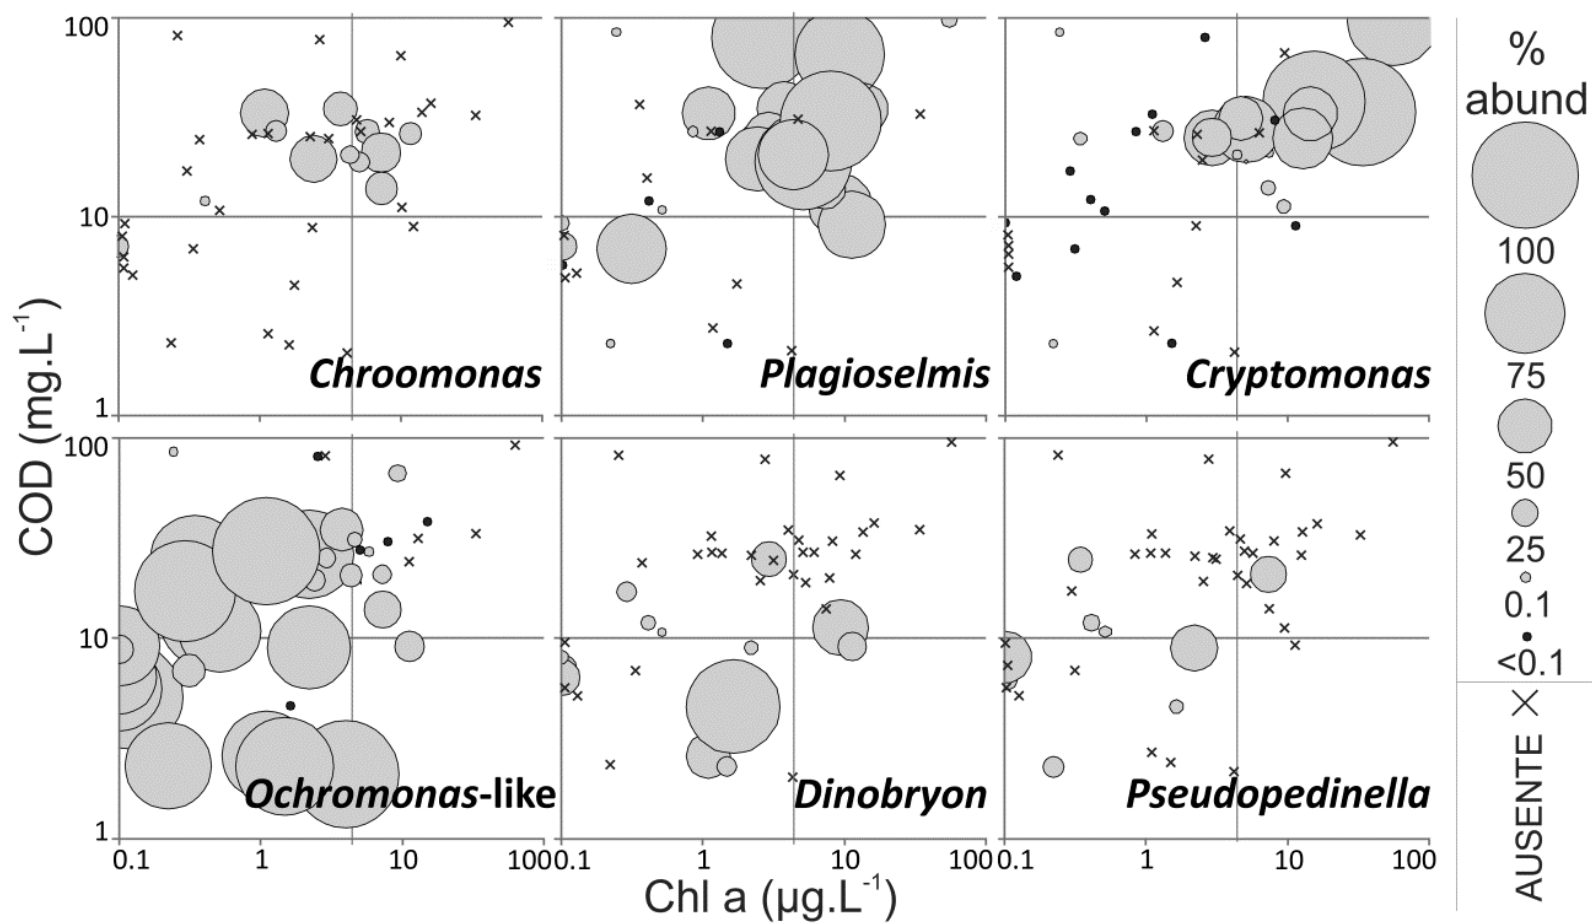 COD (mg.L⁻¹)
100
10
1
Chroomonas
Plagioselmis
Cryptomonas
100
10
1
Ochromonas-like
Dinobryon
Pseudopedinella
0.1 1 10 100 0.1 1 10 100 0.1 1 10 100
Chl a (µg.L⁻¹)
%
abund
100
75
50
25
0.1
<0.1
AUSENTE ×